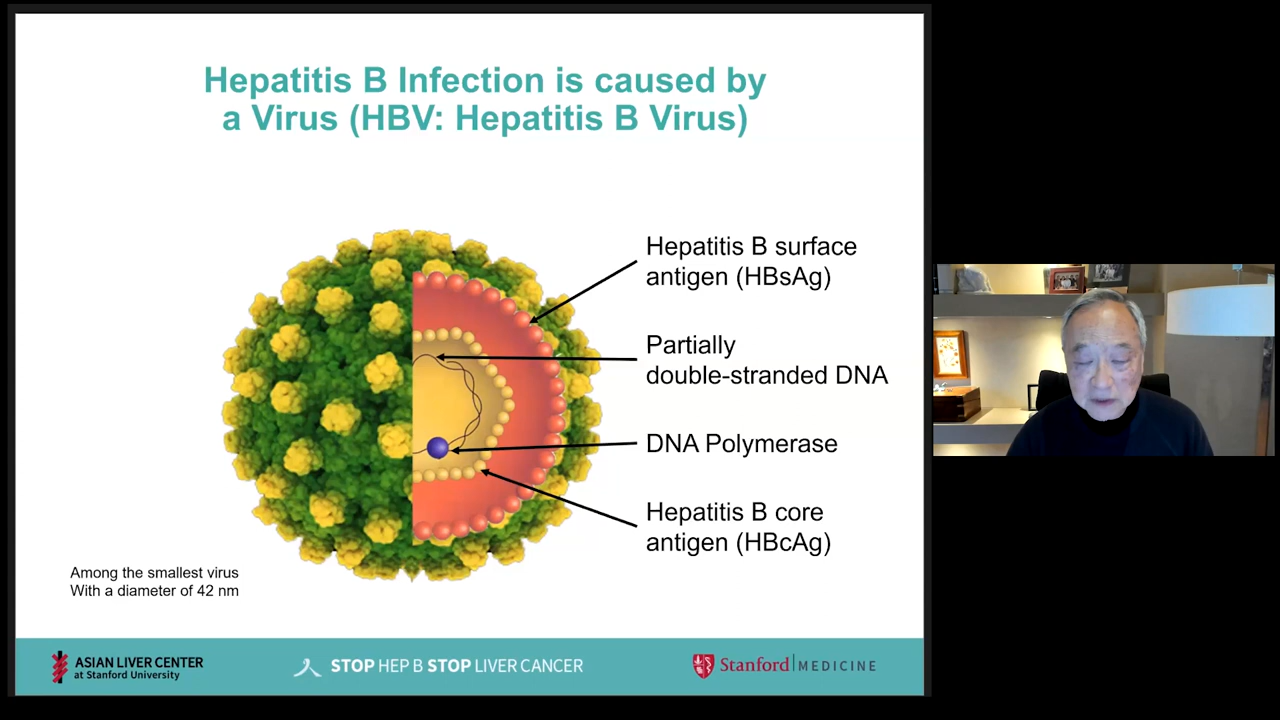 Hepatitis B Infection is caused by
a Virus (HBV: Hepatitis B Virus)
Hepatitis B surface
antigen (HBsAg)
Partially
double-stranded DNA
DNA Polymerase
Hepatitis B core
antigen (HBcAg)
Among the smallest virus
With a diameter of 42 nm
ASIAN LIVER CENTER
at Stanford University
STOP HEP B STOP LIVER CANCER
Stanford MEDICINE